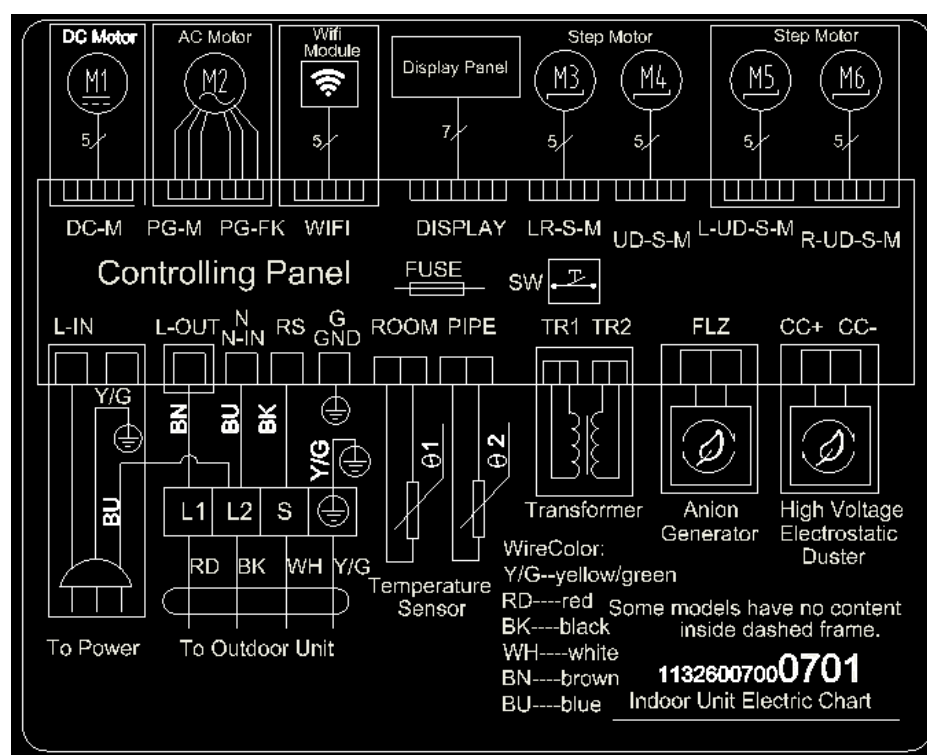 DC Motor
AC Motor
Wifi
Module
Display Panel
Step Motor
Step Motor
M1
M2
M3
M4
M5
M6
5
5
7
5
5
5
5
DC-M
PG-M
PG-FK
WIFI
DISPLAY
LR-S-M
UD-S-M
L-UD-S-M
R-UD-S-M
Controlling Panel
FUSE
SW
L-IN
L-OUT
N
N-IN
RS
G
GND
ROOM
PIPE
TR1
TR2
FLZ
CC+
CC-
Y/G
BN
BU
BK
Y/G
θ1
θ2
BU
L1
L2
S
RD
BK
WH
Y/G
To Power
To Outdoor Unit
Temperature
Sensor
Transformer
Anion
Generator
High Voltage
Electrostatic
Duster
WireColor:
Y/G--yellow/green
RD----red
BK----black
WH----white
BN----brown
BU----blue
Some models have no content
inside dashed frame.
11326007000701
Indoor Unit Electric Chart